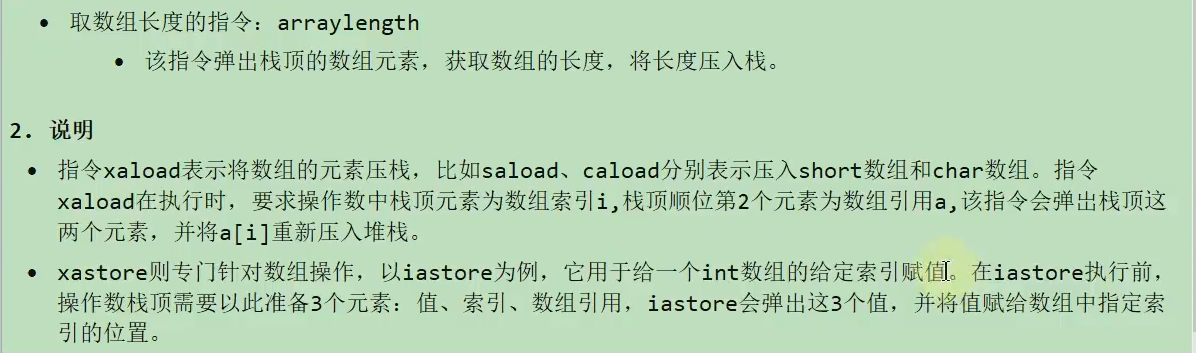 • 取数组长度的指令：arraylength
• 该指令弹出栈顶的数组元素，获取数组的长度，将长度压入栈。
2. 说明
• 指令xaload表示将数组的元素压栈，比如saload、caload分别表示压入short数组和char数组。指令
xaload在执行时，要求操作数中栈顶元素为数组索引i,栈顶顺位第2个元素为数组引用a,该指令会弹出栈顶这
两个元素，并将a[i]重新压入堆栈。
• xastore则专门针对数组操作，以iastore为例，它用于给一个int数组的给定索引赋值。在iastore执行前，
操作数栈顶需要以此准备3个元素：值、索引、数组引用，iastore会弹出这3个值，并将值赋给数组中指定索
引的位置。